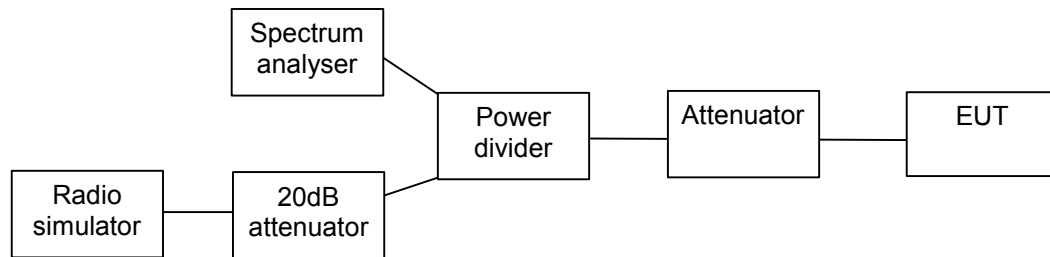 Spectrum
analyser
Power
divider
Attenuator
EUT
Radio
simulator
20dB
attenuator